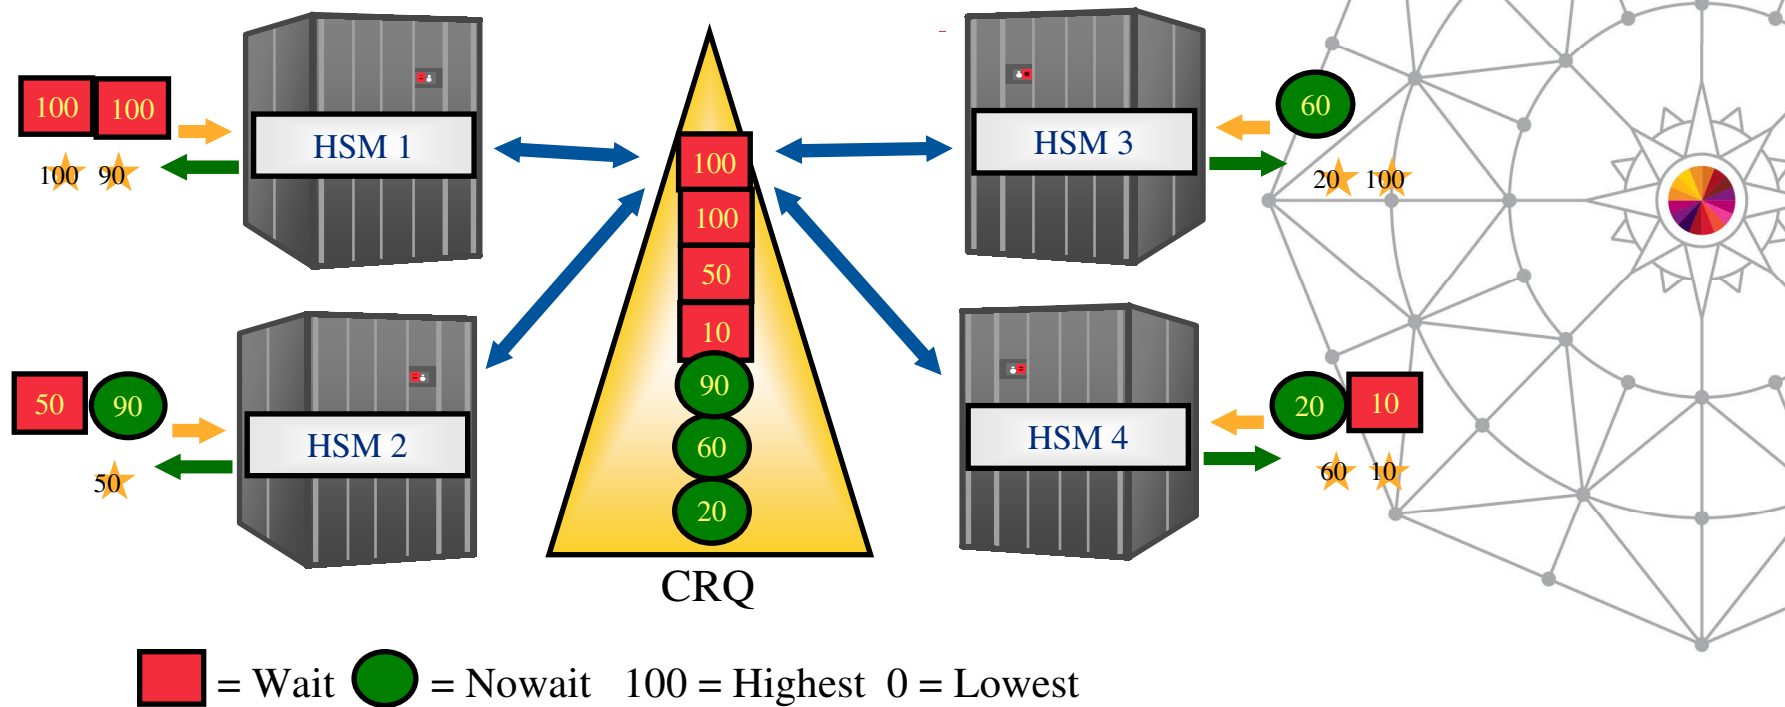 100 100
HSM 1
100 90
50 90
HSM 2
50
100
100
50
10
90
60
20
CRQ
HSM 3
60
20 100
HSM 4
20 10
60 10
= Wait = Nowait 100 = Highest 0 = Lowest